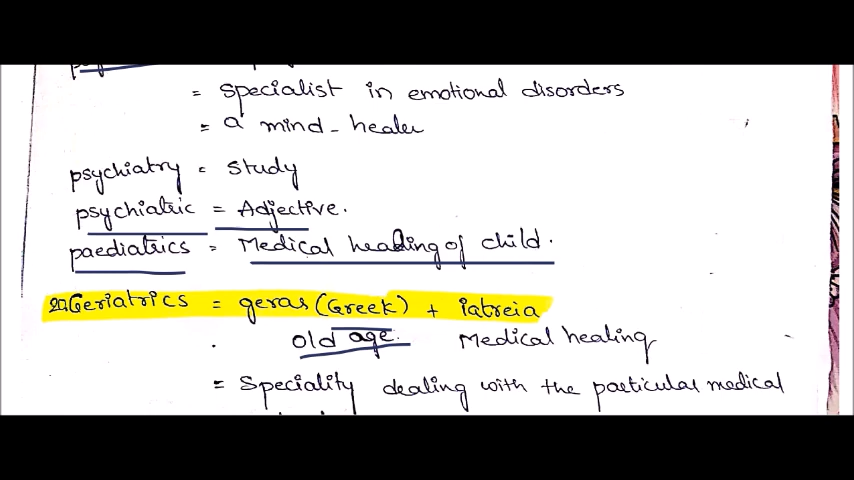 = specialist in emotional disorders
= a mind-healer
psychiatry = study
psychiatric = Adjective.
paediatrics = Medical healing of child.
Geriatrics = geras (Greek) + iatreia
old age. Medical healing
= Speciality dealing with the particular medical